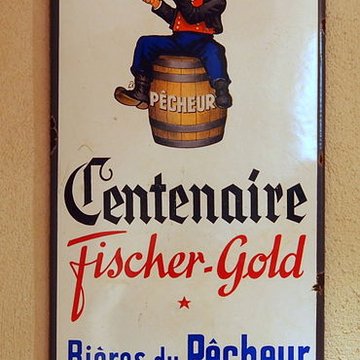 PÊCHEUR
Centenaire
Fischer-Gold
Bières du Pêcheur